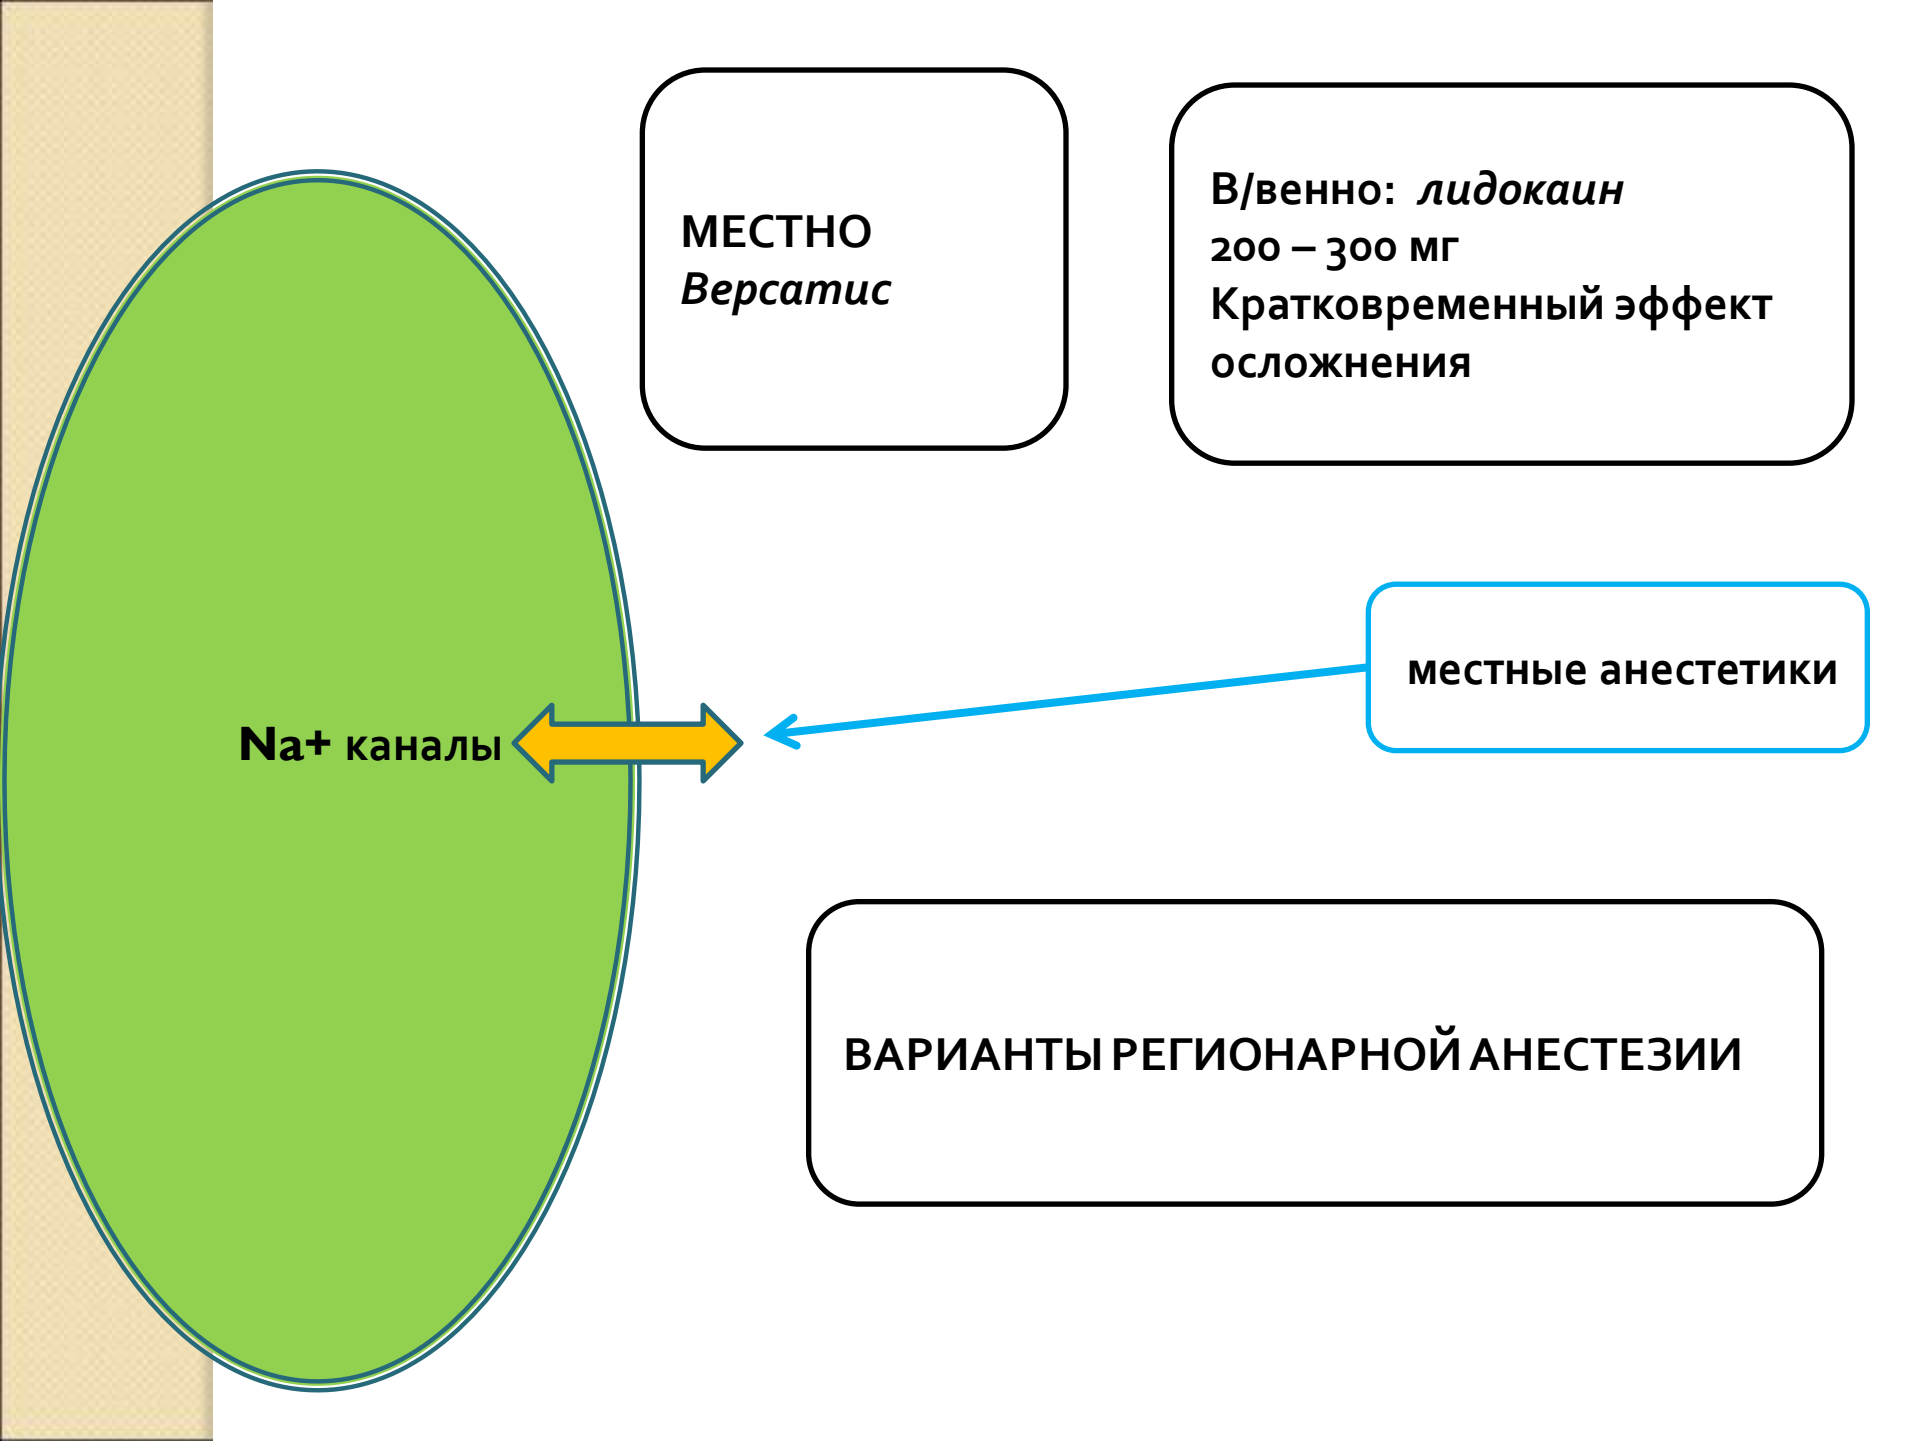 МЕСТНО
Версатис
В/венно: лидокаин
200 – 300 мг
Кратковременный эффект
осложнения
местные анестетики
Na+ каналы
ВАРИАНТЫ РЕГИОНАРНОЙ АНЕСТЕЗИИ